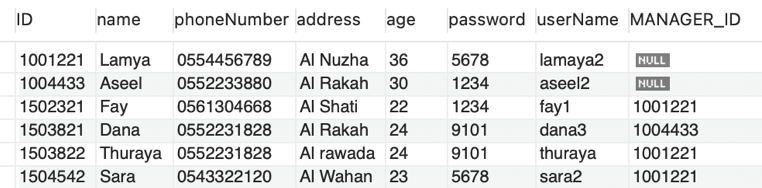 ID name phoneNumber address age password userName MANAGER_ID
1001221 Lamya 0554456789 Al Nuzha 36 5678 lamaya2 NULL
1004433 Aseel 0552233880 Al Rakah 30 1234 aseel2 NULL
1502321 Fay 0561304668 Al Shati 22 1234 fay1 1001221
1503821 Dana 0552231828 Al Rakah 24 9101 dana3 1004433
1503822 Thuraya 0552231828 Al rawada 24 9101 thuraya 1001221
1504542 Sara 0543322120 Al Wahan 23 5678 sara2 1001221